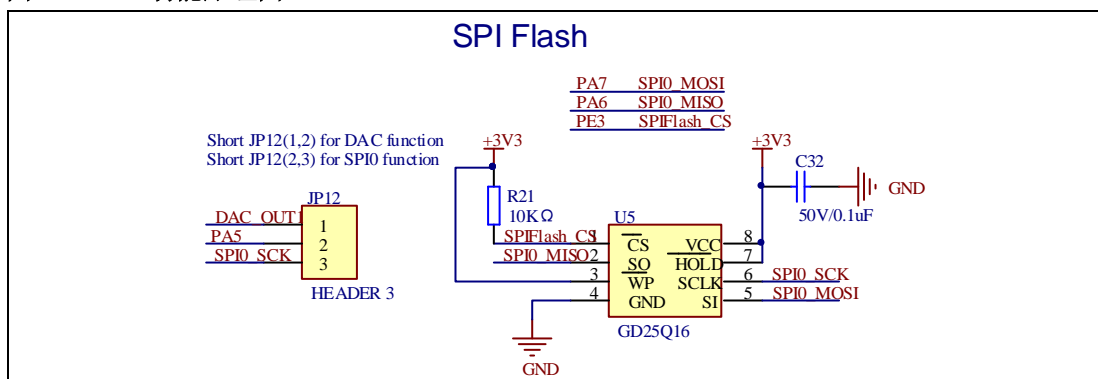 SPI Flash
PA7 SPI0_MOSI
PA6 SPI0_MISO
PE3 SPIFlash_CS
Short JP12(1,2) for DAC function
Short JP12(2,3) for SPI0 function
+3V3
+3V3
C32
GND
50V/0.1uF
R21
10KΩ
JP12
DAC_OUT1 1
PA5 2
SPI0_SCK 3
HEADER 3
U5
SPIFlash_CS 1 CS VCC 8
SPI0_MISO 2 SO HOLD 7
3 WP SCLK 6 SPI0_SCK
4 GND SI 5 SPI0_MOSI
GD25Q16
GND